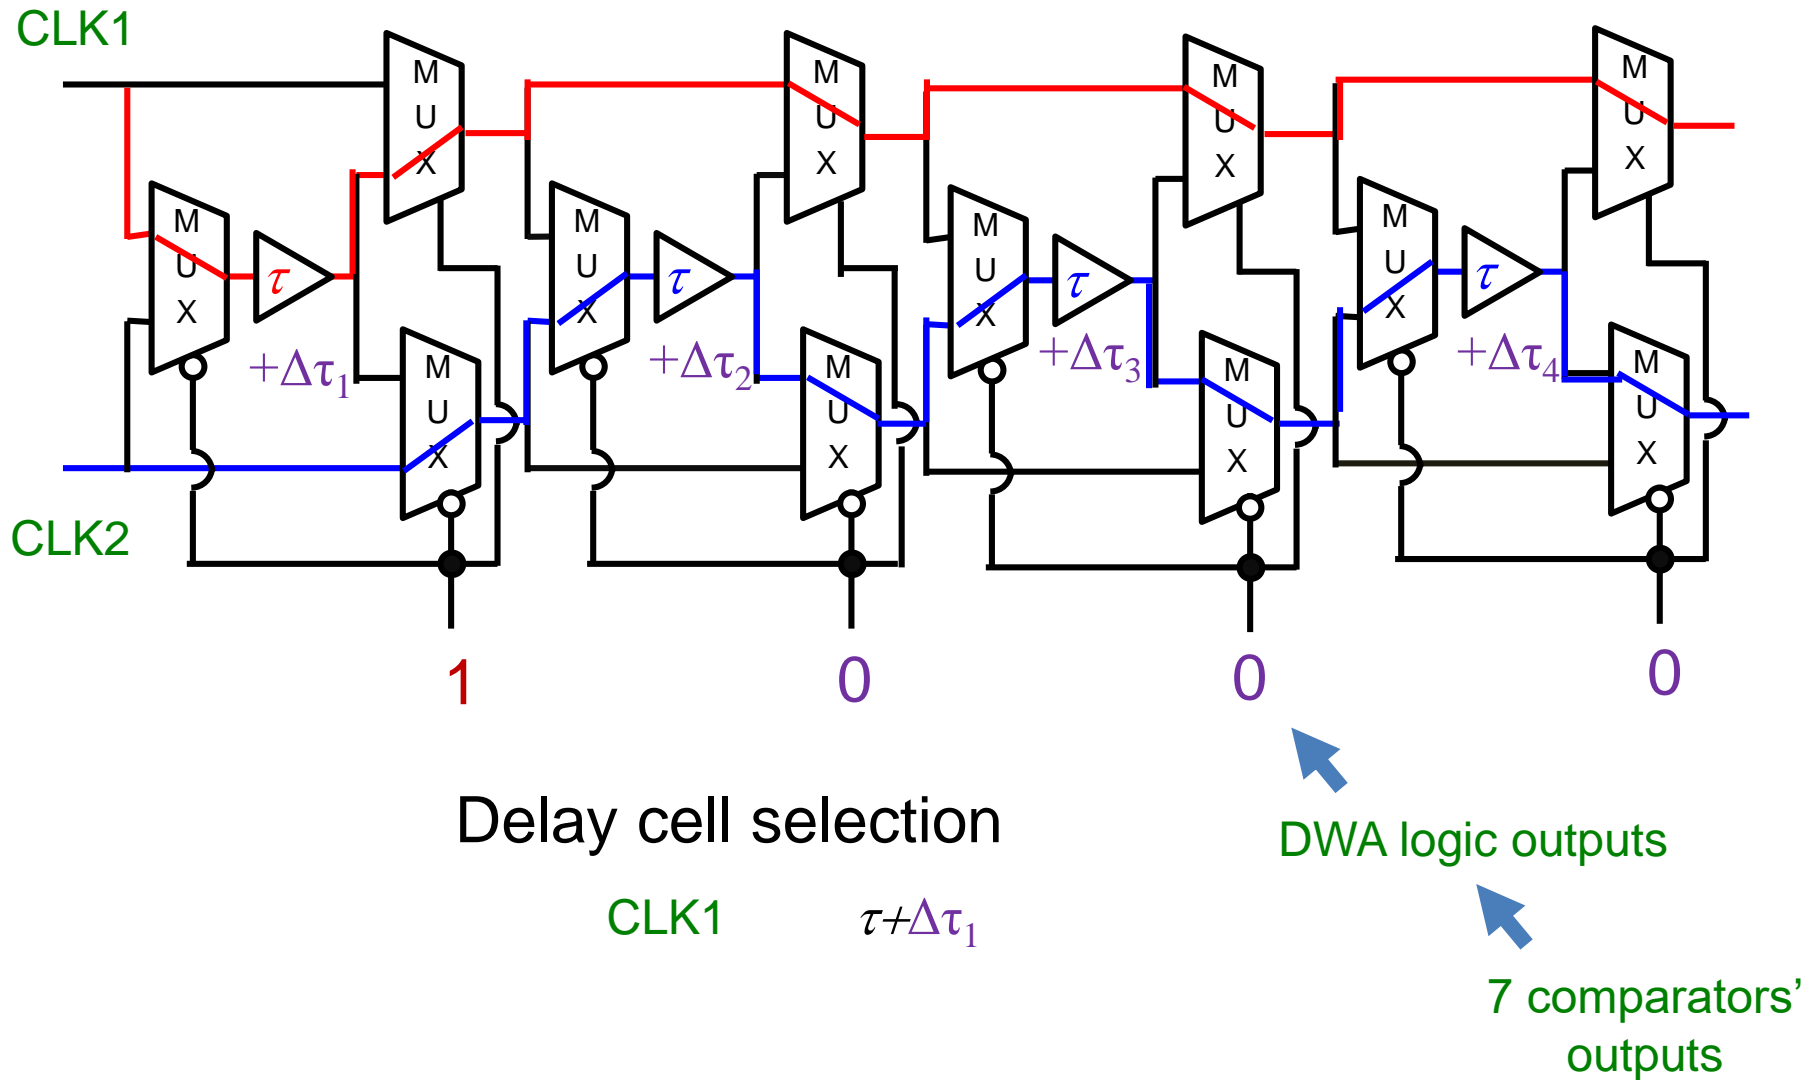 CLK1
M
U
X
M
U
X
M
U
X
M
U
X
M
U
X
τ
+Δτ1
M
U
X
τ
+Δτ2
M
U
X
τ
+Δτ3
M
U
X
τ
+Δτ4
M
U
X
M
U
X
M
U
X
M
U
X
CLK2
1
0
0
0
Delay cell selection
DWA logic outputs
CLK1 τ+Δτ1
7 comparators’
outputs